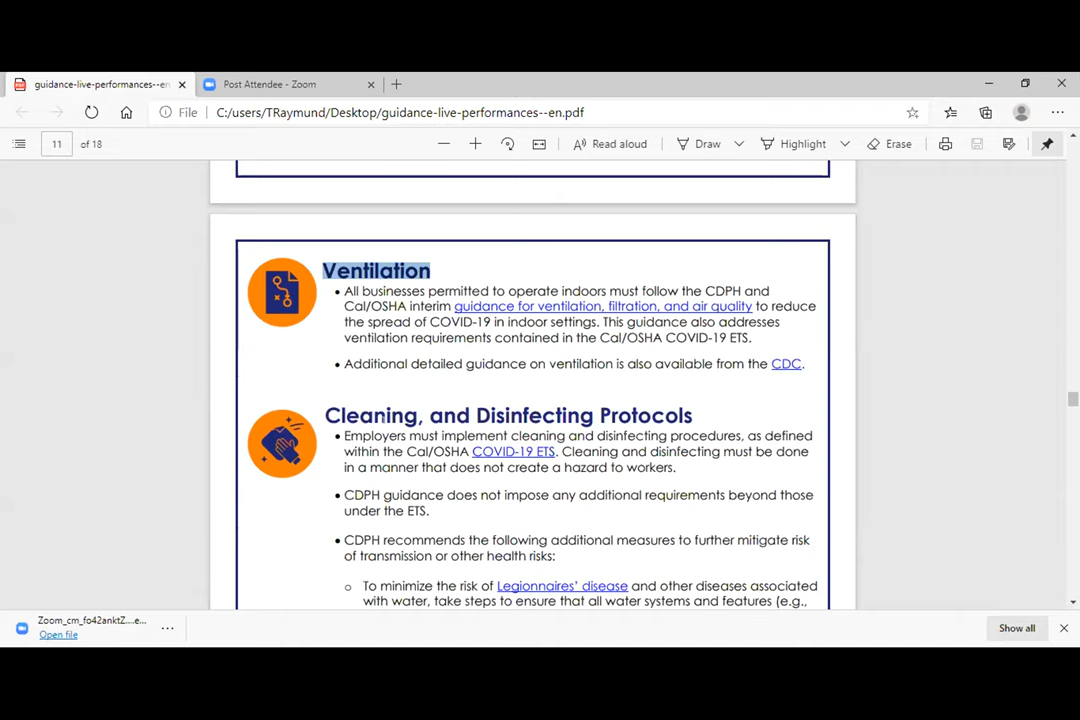 guidance-live-performances--en
Post Attendee - Zoom
File
C:/users/TRaymund/Desktop/guidance-live-performances--en.pdf
11
of 18
Read aloud
Draw
Highlight
Erase
Ventilation
• All businesses permitted to operate indoors must follow the CDPH and
Cal/OSHA interim guidance for ventilation, filtration, and air quality to reduce
the spread of COVID-19 in indoor settings. This guidance also addresses
ventilation requirements contained in the Cal/OSHA COVID-19 ETS.
• Additional detailed guidance on ventilation is also available from the CDC.
Cleaning, and Disinfecting Protocols
• Employers must implement cleaning and disinfecting procedures, as defined
within the Cal/OSHA COVID-19 ETS. Cleaning and disinfecting must be done
in a manner that does not create a hazard to workers.
• CDPH guidance does not impose any additional requirements beyond those
under the ETS.
• CDPH recommends the following additional measures to further mitigate risk
of transmission or other health risks:
o To minimize the risk of Legionnaires' disease and other diseases associated
with water, take steps to ensure that all water systems and features (e.g.,
Zoom_cm_fo42anktZ....e...
Open file
Show all